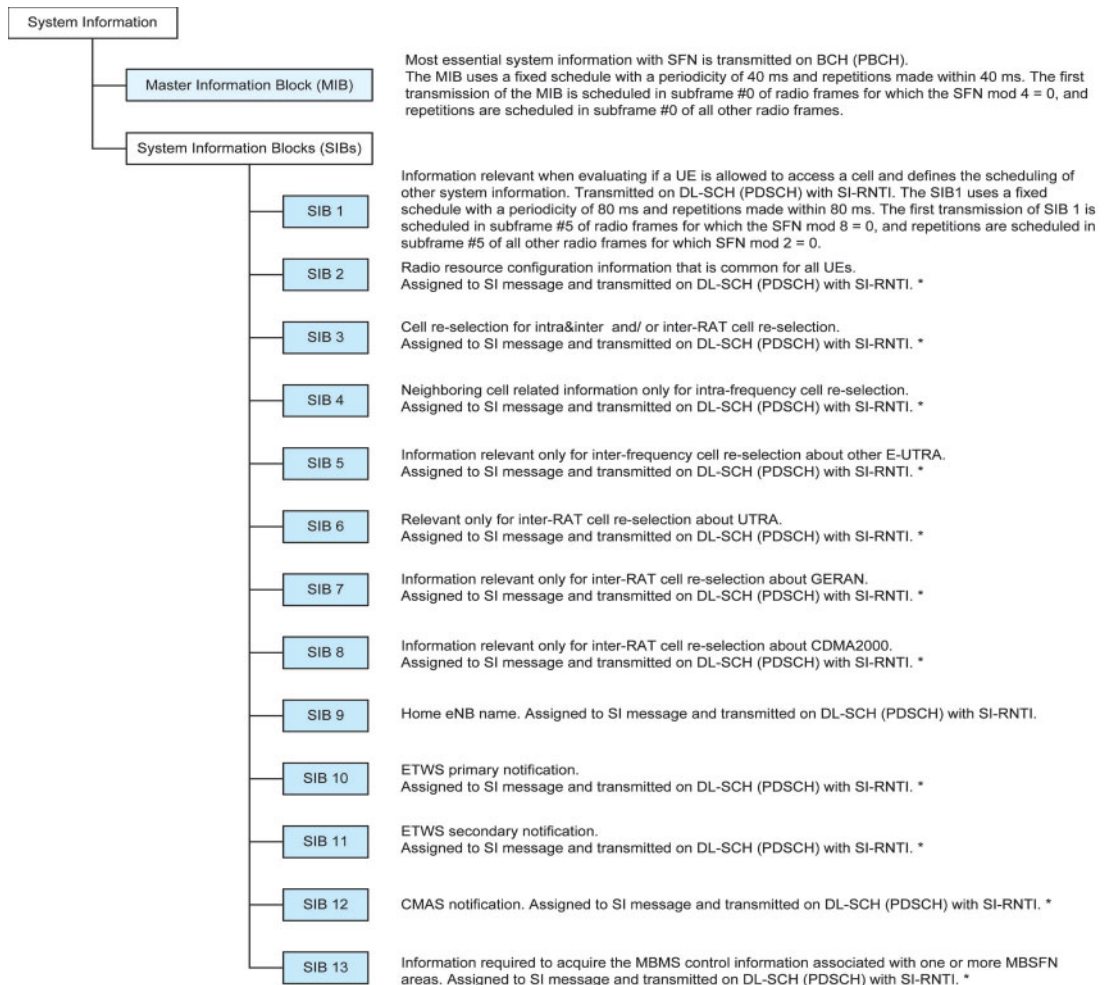 System Information
Master Information Block (MIB)
Most essential system information with SFN is transmitted on BCH (PBCH).
The MIB uses a fixed schedule with a periodicity of 40 ms and repetitions made within 40 ms. The first
transmission of the MIB is scheduled in subframe #0 of radio frames for which the SFN mod 4 = 0, and
repetitions are scheduled in subframe #0 of all other radio frames.
System Information Blocks (SIBs)
SIB 1
Information relevant when evaluating if a UE is allowed to access a cell and defines the scheduling of
other system information. Transmitted on DL-SCH (PDSCH) with SI-RNTI. The SIB1 uses a fixed
schedule with a periodicity of 80 ms and repetitions made within 80 ms. The first transmission of SIB 1 is
scheduled in subframe #5 of radio frames for which the SFN mod 8 = 0, and repetitions are scheduled in
subframe #5 of all other radio frames for which SFN mod 2 = 0.
SIB 2
Radio resource configuration information that is common for all UEs.
Assigned to SI message and transmitted on DL-SCH (PDSCH) with SI-RNTI. *
SIB 3
Cell re-selection for intra&inter and/ or inter-RAT cell re-selection.
Assigned to SI message and transmitted on DL-SCH (PDSCH) with SI-RNTI. *
SIB 4
Neighboring cell related information only for intra-frequency cell re-selection.
Assigned to SI message and transmitted on DL-SCH (PDSCH) with SI-RNTI. *
SIB 5
Information relevant only for inter-frequency cell re-selection about other E-UTRA.
Assigned to SI message and transmitted on DL-SCH (PDSCH) with SI-RNTI. *
SIB 6
Relevant only for inter-RAT cell re-selection about UTRA.
Assigned to SI message and transmitted on DL-SCH (PDSCH) with SI-RNTI. *
SIB 7
Information relevant only for inter-RAT cell re-selection about GERAN.
Assigned to SI message and transmitted on DL-SCH (PDSCH) with SI-RNTI. *
SIB 8
Information relevant only for inter-RAT cell re-selection about CDMA2000.
Assigned to SI message and transmitted on DL-SCH (PDSCH) with SI-RNTI. *
SIB 9
Home eNB name. Assigned to SI message and transmitted on DL-SCH (PDSCH) with SI-RNTI.
SIB 10
ETWS primary notification.
Assigned to SI message and transmitted on DL-SCH (PDSCH) with SI-RNTI. *
SIB 11
ETWS secondary notification.
Assigned to SI message and transmitted on DL-SCH (PDSCH) with SI-RNTI. *
SIB 12
CMAS notification. Assigned to SI message and transmitted on DL-SCH (PDSCH) with SI-RNTI. *
SIB 13
Information required to acquire the MBMS control information associated with one or more MBSFN
areas. Assigned to SI message and transmitted on DL-SCH (PDSCH) with SI-RNTI. *